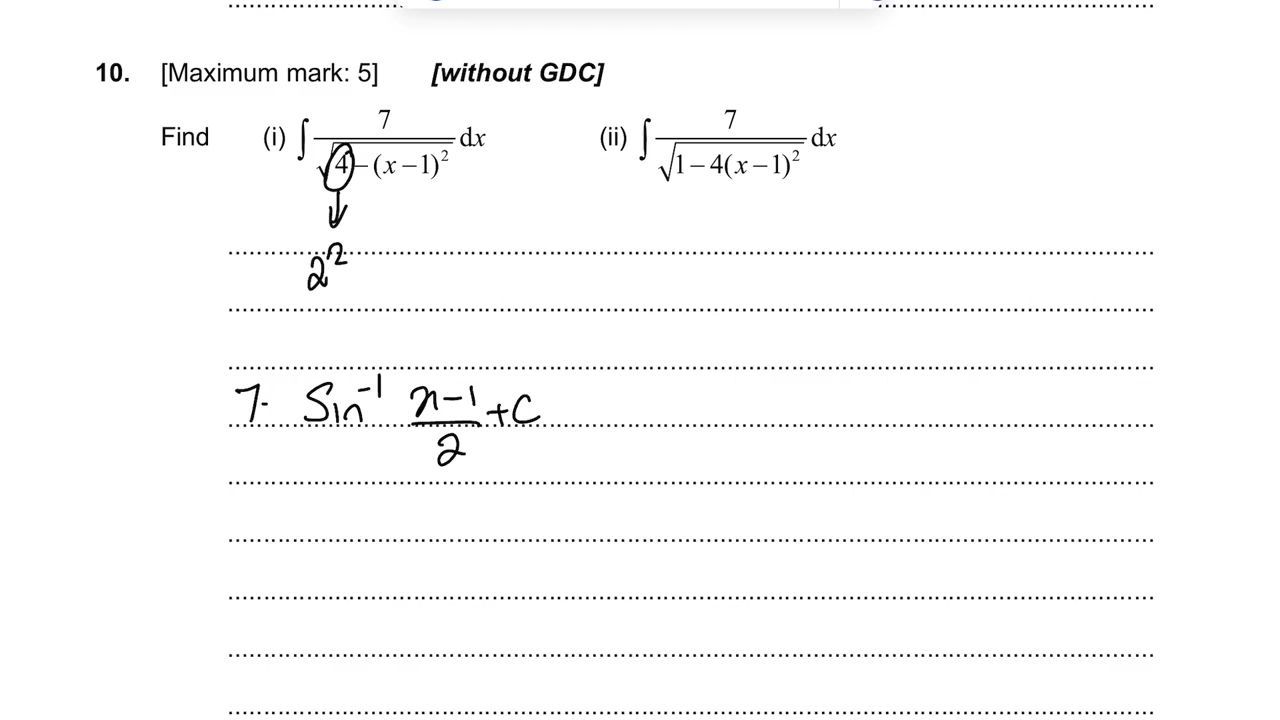 10. [Maximum mark: 5] [without GDC]
Find (i) ∫ 7/√(4 − (x − 1)²) dx (ii) ∫ 7/√(1 − 4(x − 1)²) dx
2²
7. Sin⁻¹ (x−1)/2 + C